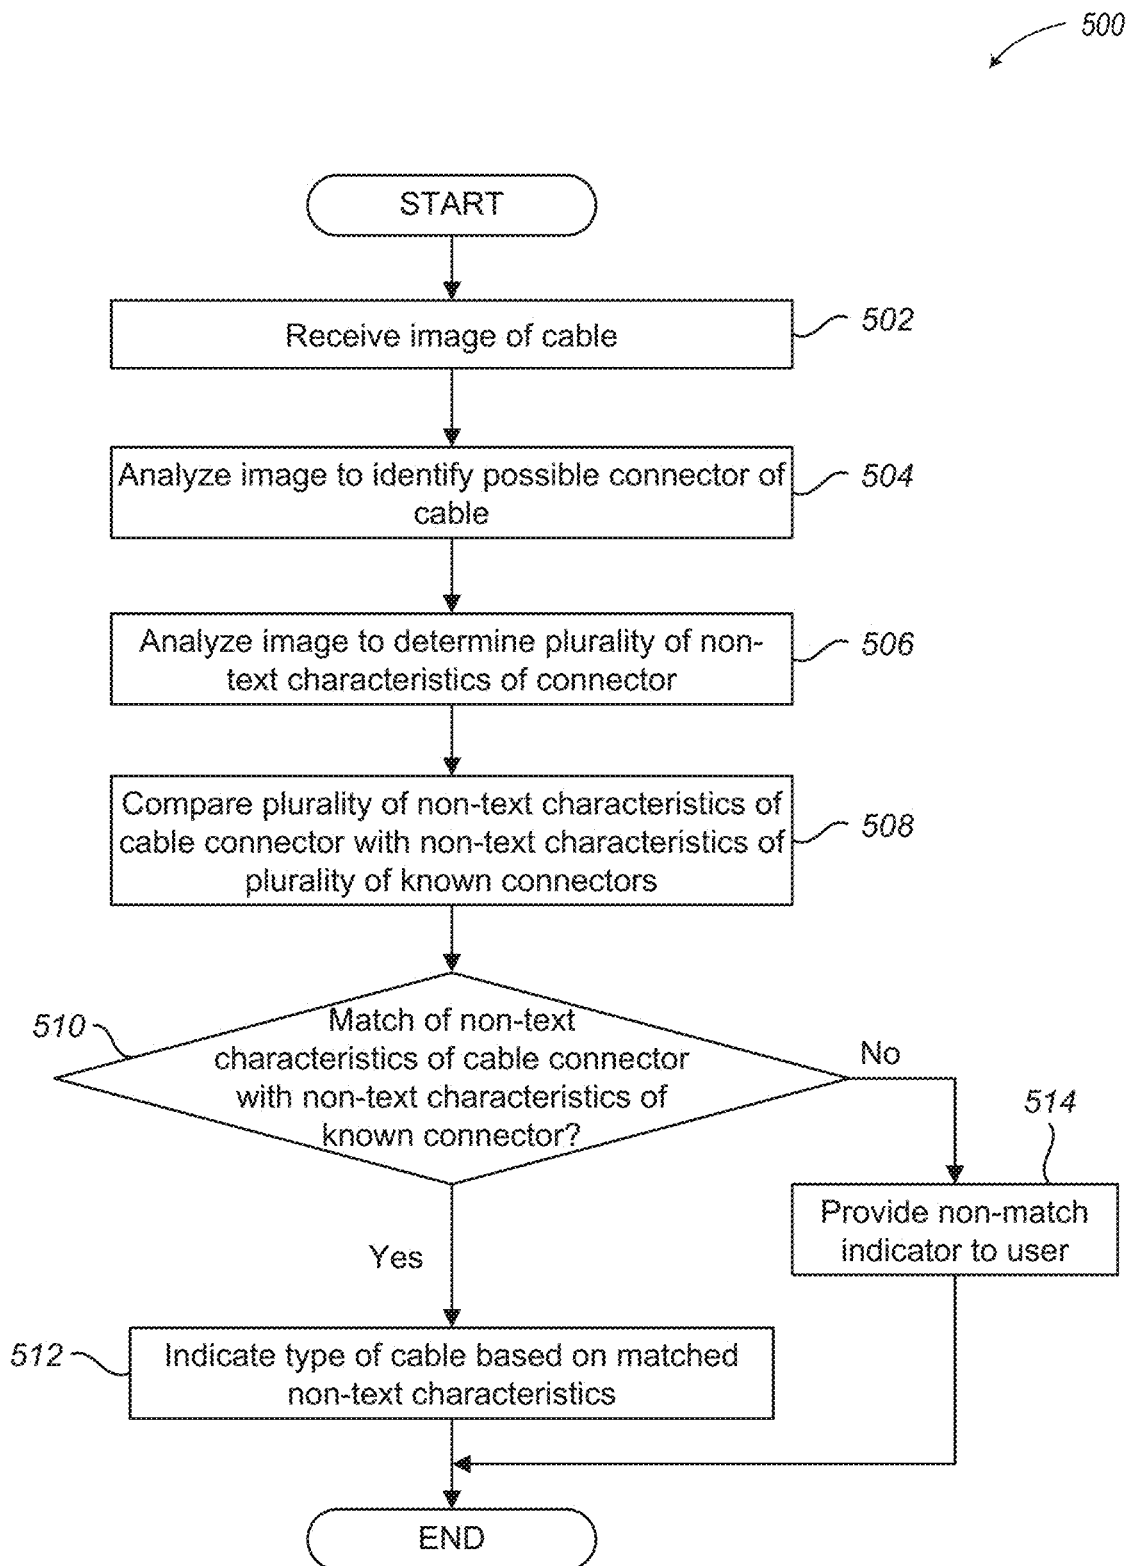 500
START
Receive image of cable
502
Analyze image to identify possible connector of
cable
504
Analyze image to determine plurality of non-
text characteristics of connector
506
Compare plurality of non-text characteristics of
cable connector with non-text characteristics of
plurality of known connectors
508
510
Match of non-text
characteristics of cable connector
with non-text characteristics of
known connector?
No
514
Provide non-match
indicator to user
Yes
512
Indicate type of cable based on matched
non-text characteristics
END